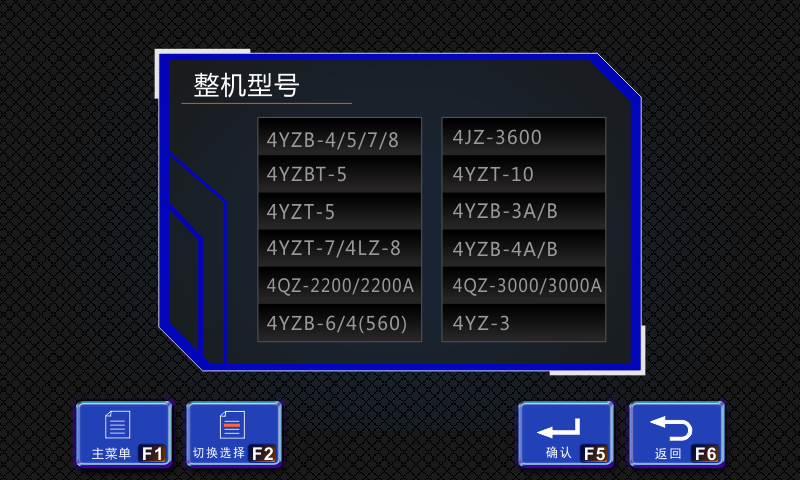 整机型号
4YZB-4/5/7/8
4YZBT-5
4YZT-5
4YZT-7/4LZ-8
4QZ-2200/2200A
4YZB-6/4(560)
4JZ-3600
4YZT-10
4YZB-3A/B
4YZB-4A/B
4QZ-3000/3000A
4YZ-3
主菜单 F1
切换选择 F2
确认 F5
返回 F6